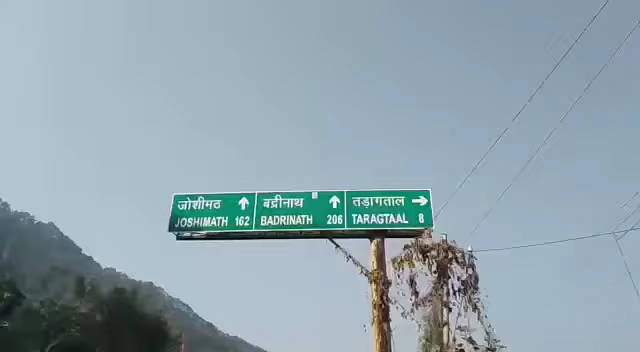 जोशीमठ ↑
JOSHIMATH 162
बद्रीनाथ ↑
BADRINATH 206
तड़ागताल →
TARAGTAAL 8